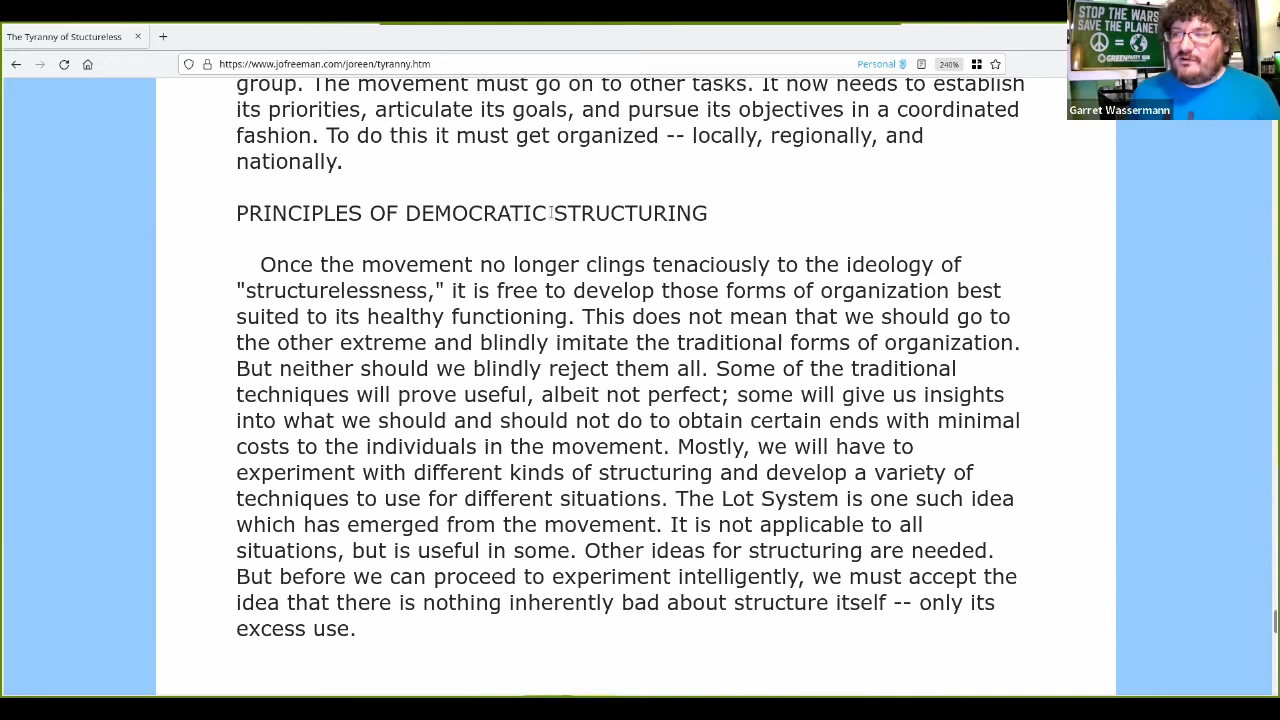 The Tyranny of Stuctureless
https://www.jofreeman.com/joreen/tyranny.htm
Personal
240%
STOP THE WARS
SAVE THE PLANET
=
GREEN PARTY
Garret Wassermann
group. The movement must go on to other tasks. It now needs to establish
its priorities, articulate its goals, and pursue its objectives in a coordinated
fashion. To do this it must get organized -- locally, regionally, and
nationally.
PRINCIPLES OF DEMOCRATIC STRUCTURING
Once the movement no longer clings tenaciously to the ideology of
"structurelessness," it is free to develop those forms of organization best
suited to its healthy functioning. This does not mean that we should go to
the other extreme and blindly imitate the traditional forms of organization.
But neither should we blindly reject them all. Some of the traditional
techniques will prove useful, albeit not perfect; some will give us insights
into what we should and should not do to obtain certain ends with minimal
costs to the individuals in the movement. Mostly, we will have to
experiment with different kinds of structuring and develop a variety of
techniques to use for different situations. The Lot System is one such idea
which has emerged from the movement. It is not applicable to all
situations, but is useful in some. Other ideas for structuring are needed.
But before we can proceed to experiment intelligently, we must accept the
idea that there is nothing inherently bad about structure itself -- only its
excess use.